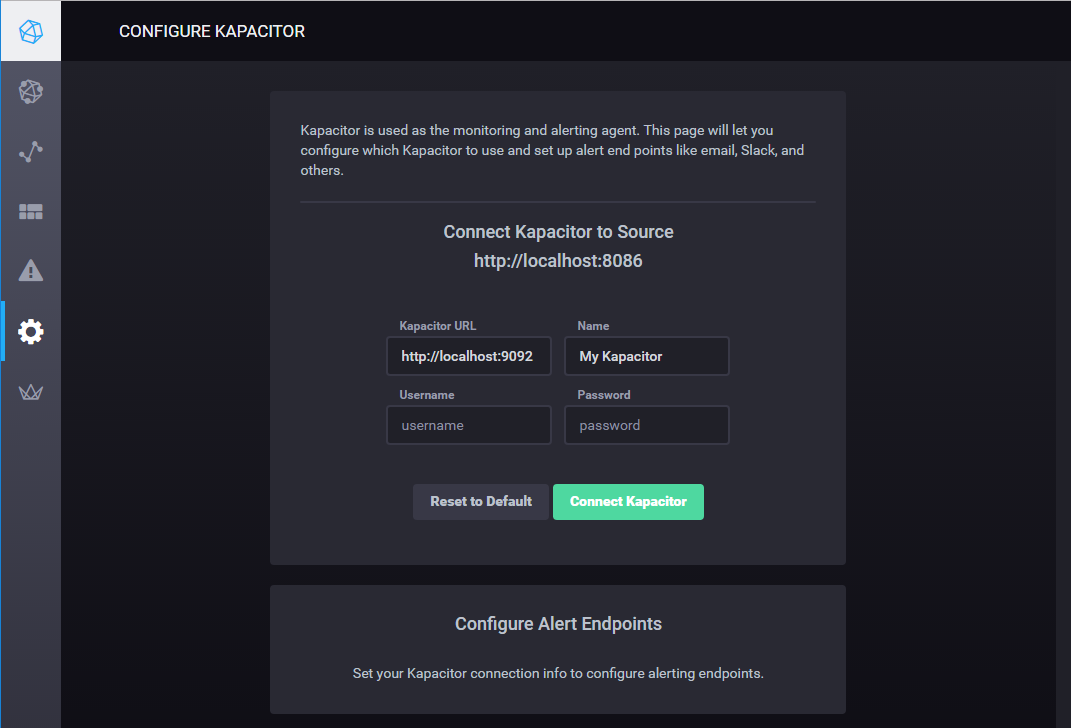 CONFIGURE KAPACITOR
Kapacitor is used as the monitoring and alerting agent. This page will let you
configure which Kapacitor to use and set up alert end points like email, Slack, and
others.
Connect Kapacitor to Source
http://localhost:8086
Kapacitor URL
Name
http://localhost:9092
My Kapacitor
Username
Password
username
password
Reset to Default
Connect Kapacitor
Configure Alert Endpoints
Set your Kapacitor connection info to configure alerting endpoints.